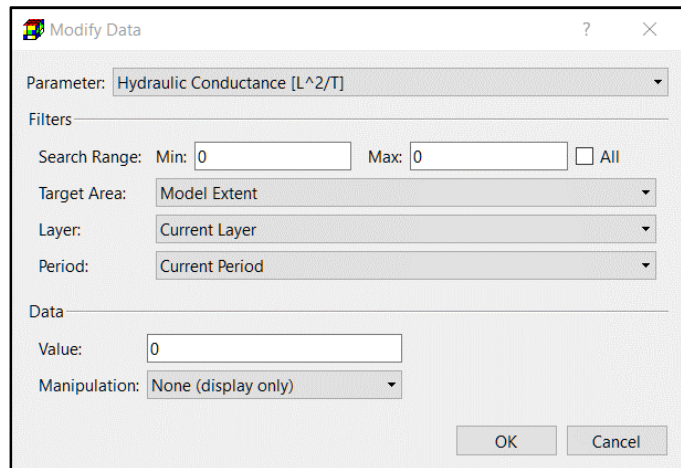 Modify Data ?
Parameter: Hydraulic Conductance [L^2/T]
Filters
Search Range: Min: 0 Max: 0 All
Target Area: Model Extent
Layer: Current Layer
Period: Current Period
Data
Value: 0
Manipulation: None (display only)
OK Cancel